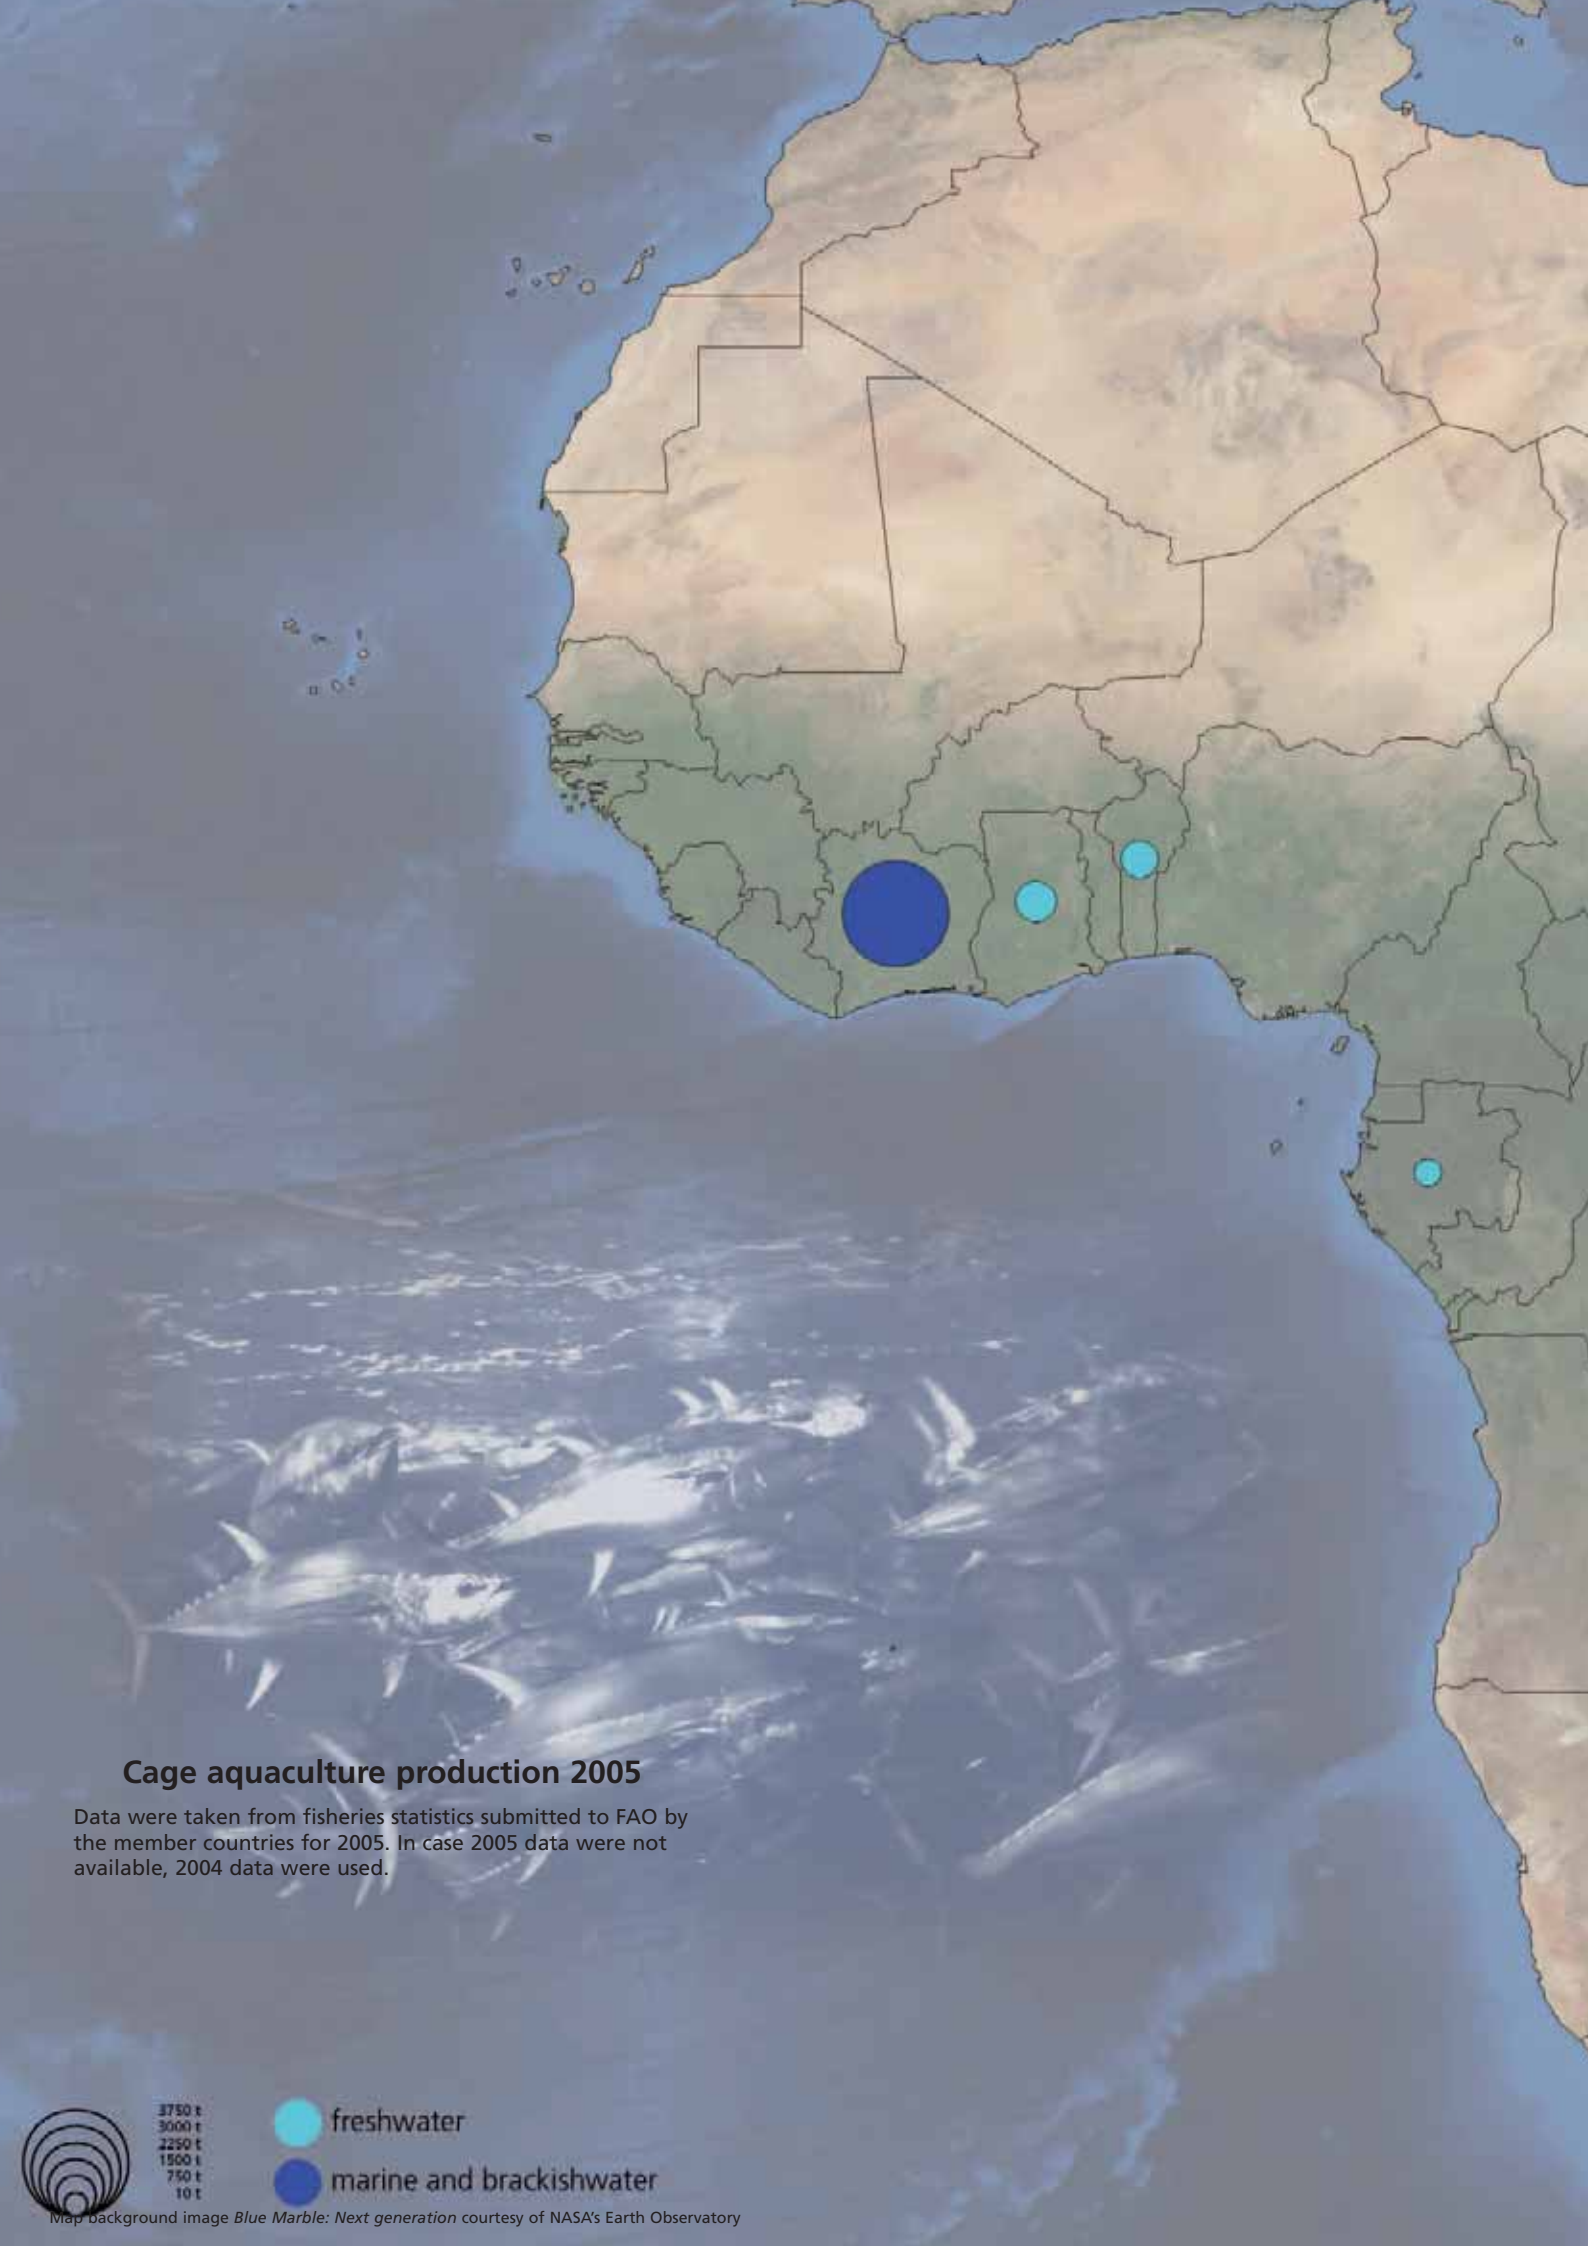 Cage aquaculture production 2005
Data were taken from fisheries statistics submitted to FAO by
the member countries for 2005. In case 2005 data were not
available, 2004 data were used.
3750 t
3000 t
2250 t
1500 t
750 t
10 t
freshwater
marine and brackishwater
Map background image Blue Marble: Next generation courtesy of NASA's Earth Observatory